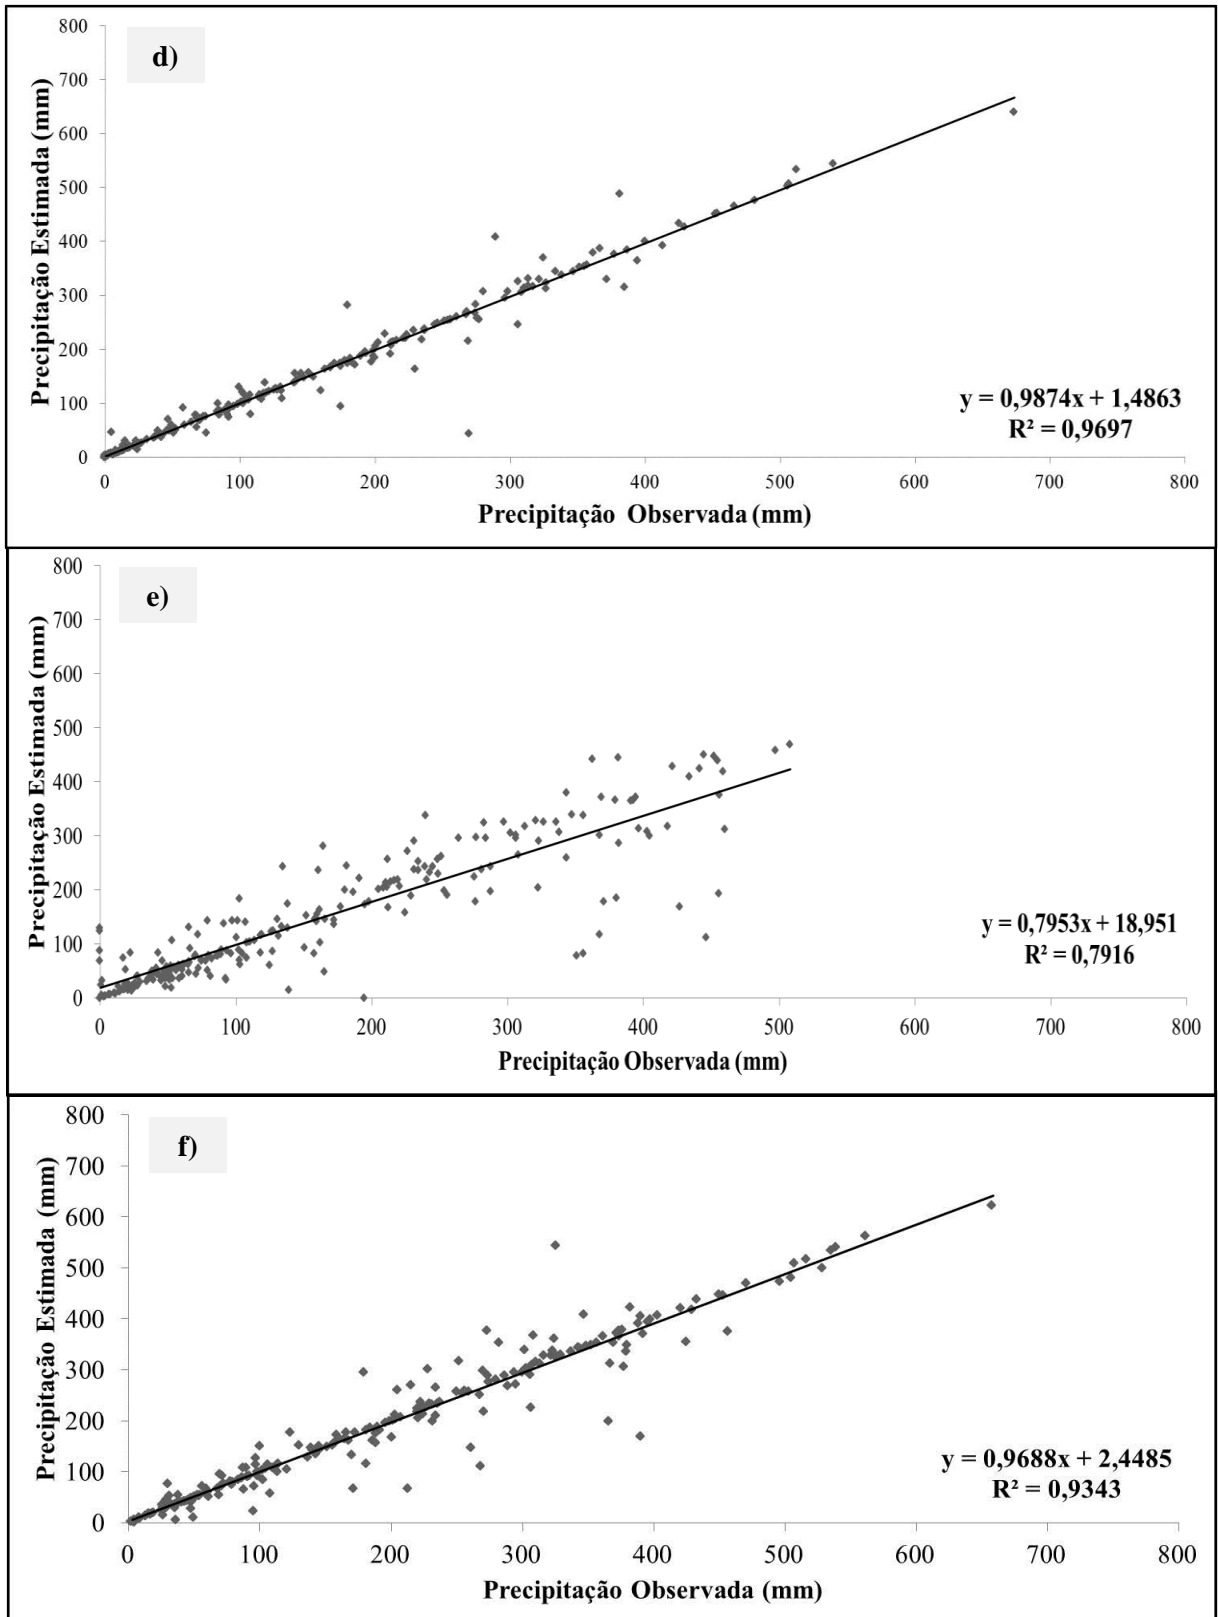 d)
Precipitação Estimada (mm)
800
700
600
500
400
300
200
100
0
y = 0,9874x + 1,4863
R² = 0,9697
0 100 200 300 400 500 600 700 800
Precipitação Observada (mm)
e)
Precipitação Estimada (mm)
800
700
600
500
400
300
200
100
0
y = 0,7953x + 18,951
R² = 0,7916
0 100 200 300 400 500 600 700 800
Precipitação Observada (mm)
f)
Precipitação Estimada (mm)
800
700
600
500
400
300
200
100
0
y = 0,9688x + 2,4485
R² = 0,9343
0 100 200 300 400 500 600 700 800
Precipitação Observada (mm)